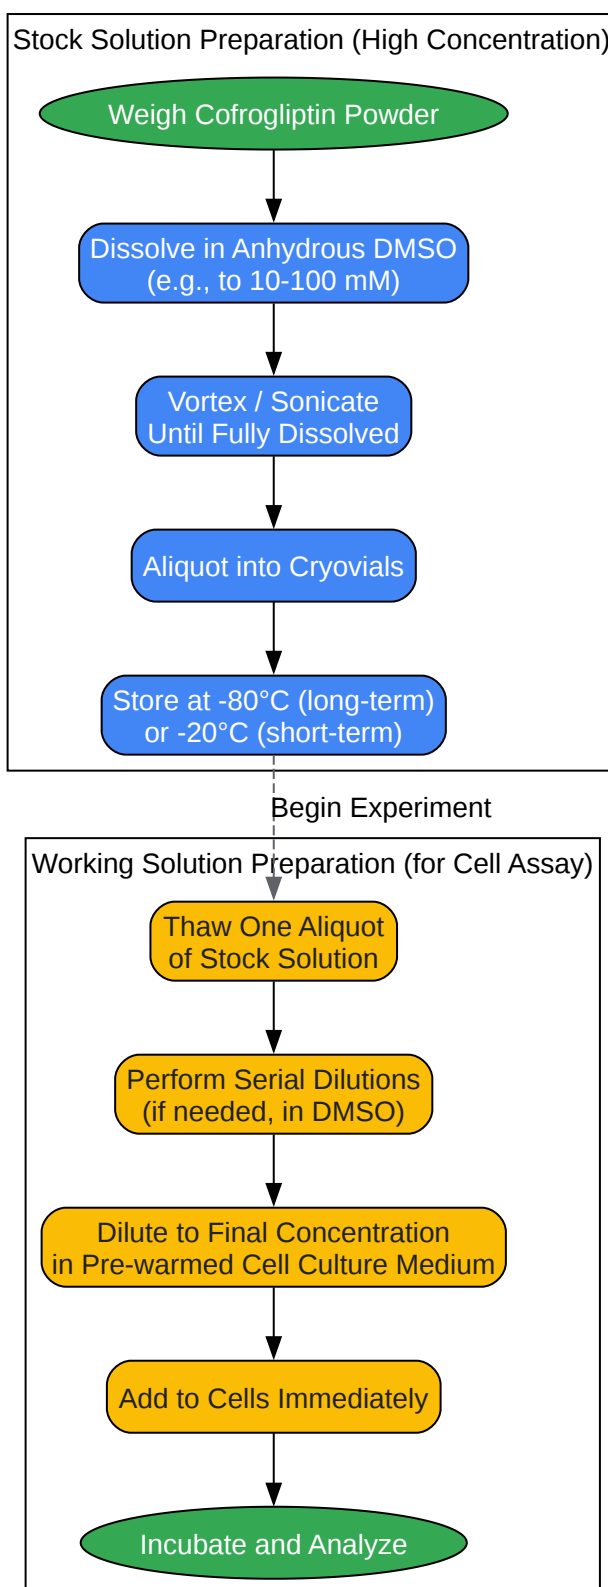 Stock Solution Preparation (High Concentration)
Weigh Cofrogliptin Powder
Dissolve in Anhydrous DMSO
(e.g., to 10-100 mM)
Vortex / Sonicate
Until Fully Dissolved
Aliquot into Cryovials
Store at -80°C (long-term)
or -20°C (short-term)
Begin Experiment
Working Solution Preparation (for Cell Assay)
Thaw One Aliquot
of Stock Solution
Perform Serial Dilutions
(if needed, in DMSO)
Dilute to Final Concentration
in Pre-warmed Cell Culture Medium
Add to Cells Immediately
Incubate and Analyze